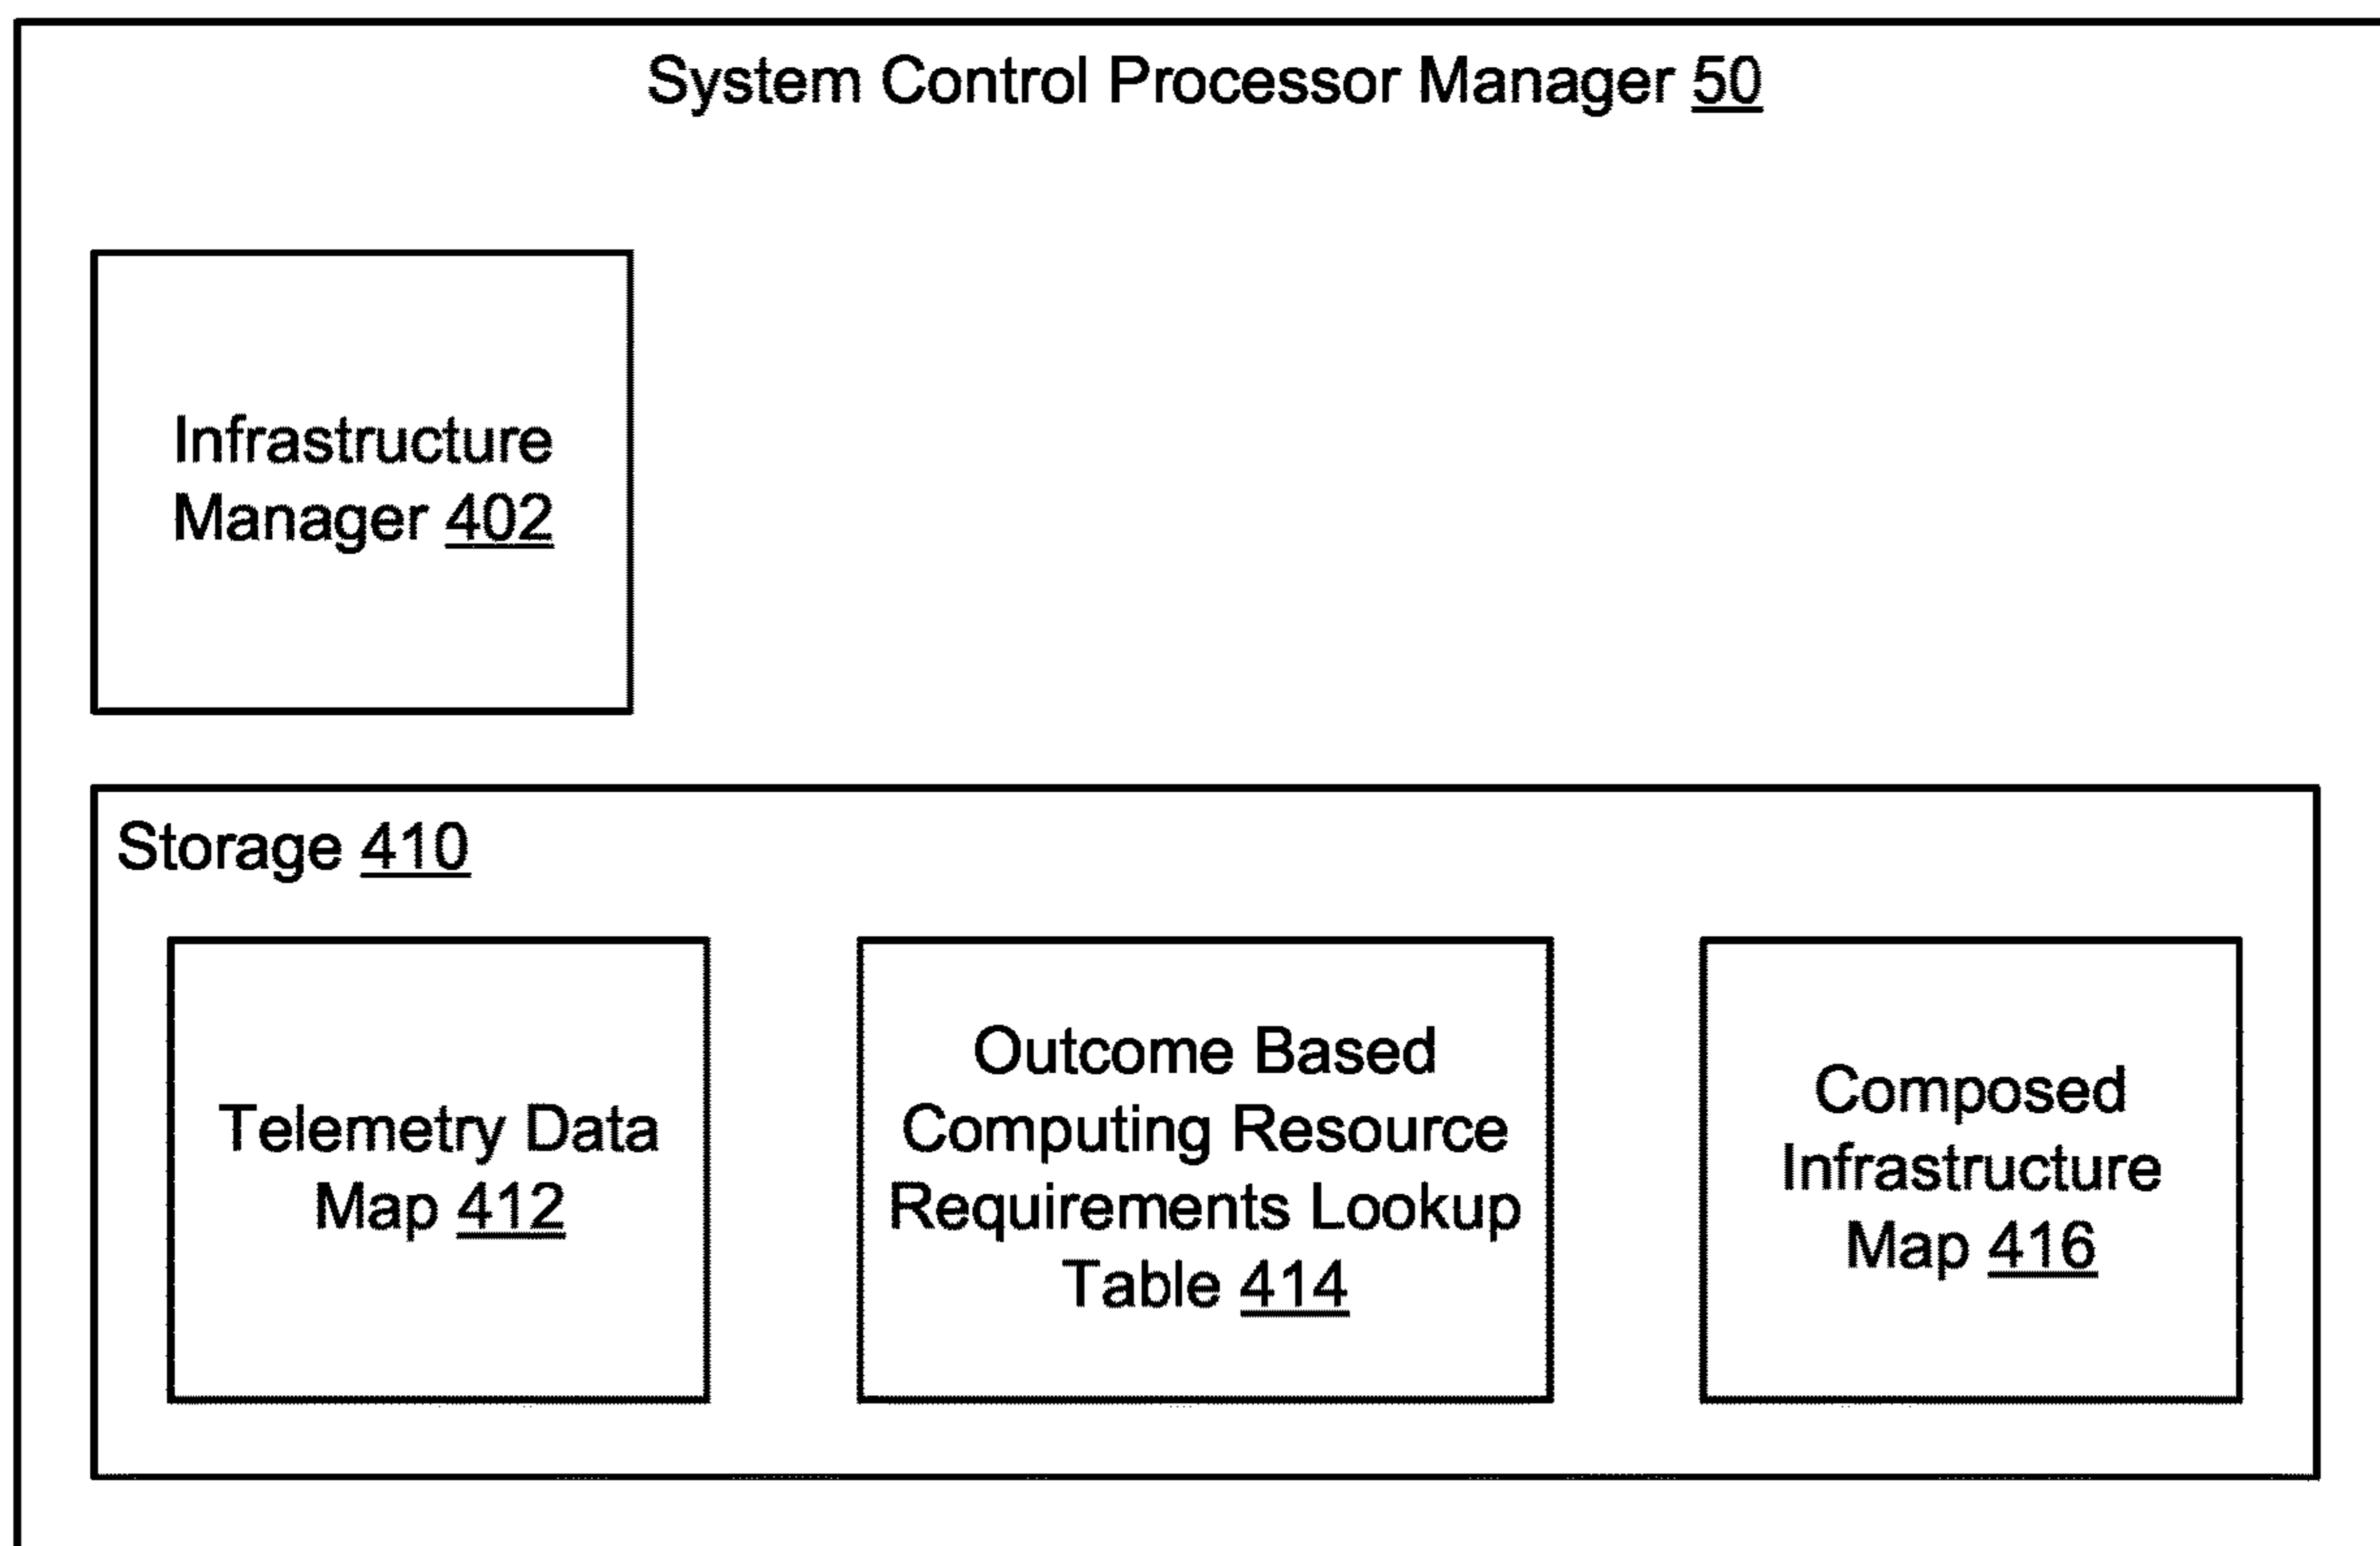 System Control Processor Manager 50
Infrastructure
Manager 402
Storage 410
Telemetry Data
Map 412
Outcome Based
Computing Resource
Requirements Lookup
Table 414
Composed
Infrastructure
Map 416